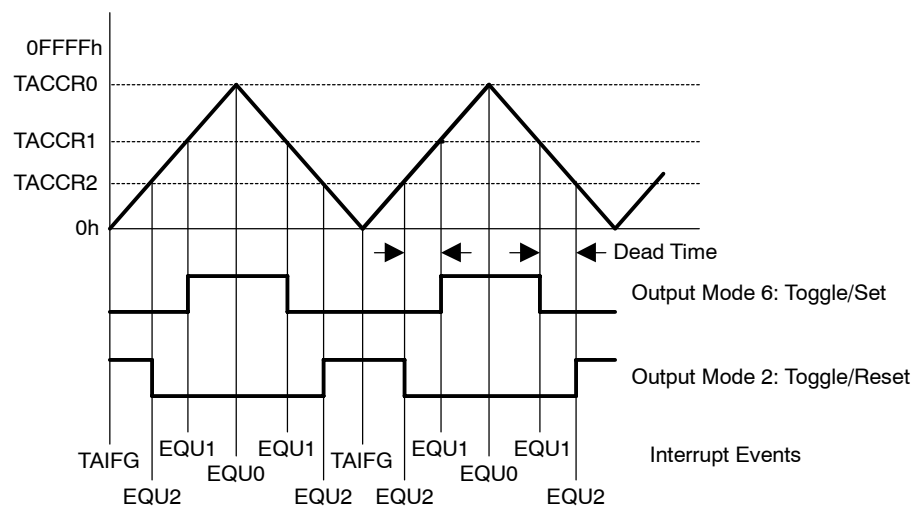 0FFFFh
TACCR0
TACCR1
TACCR2
0h
Dead Time
Output Mode 6: Toggle/Set
Output Mode 2: Toggle/Reset
TAIFG
EQU2
EQU1
EQU0
EQU1
EQU2
TAIFG
EQU2
EQU1
EQU0
EQU1
EQU2
Interrupt Events